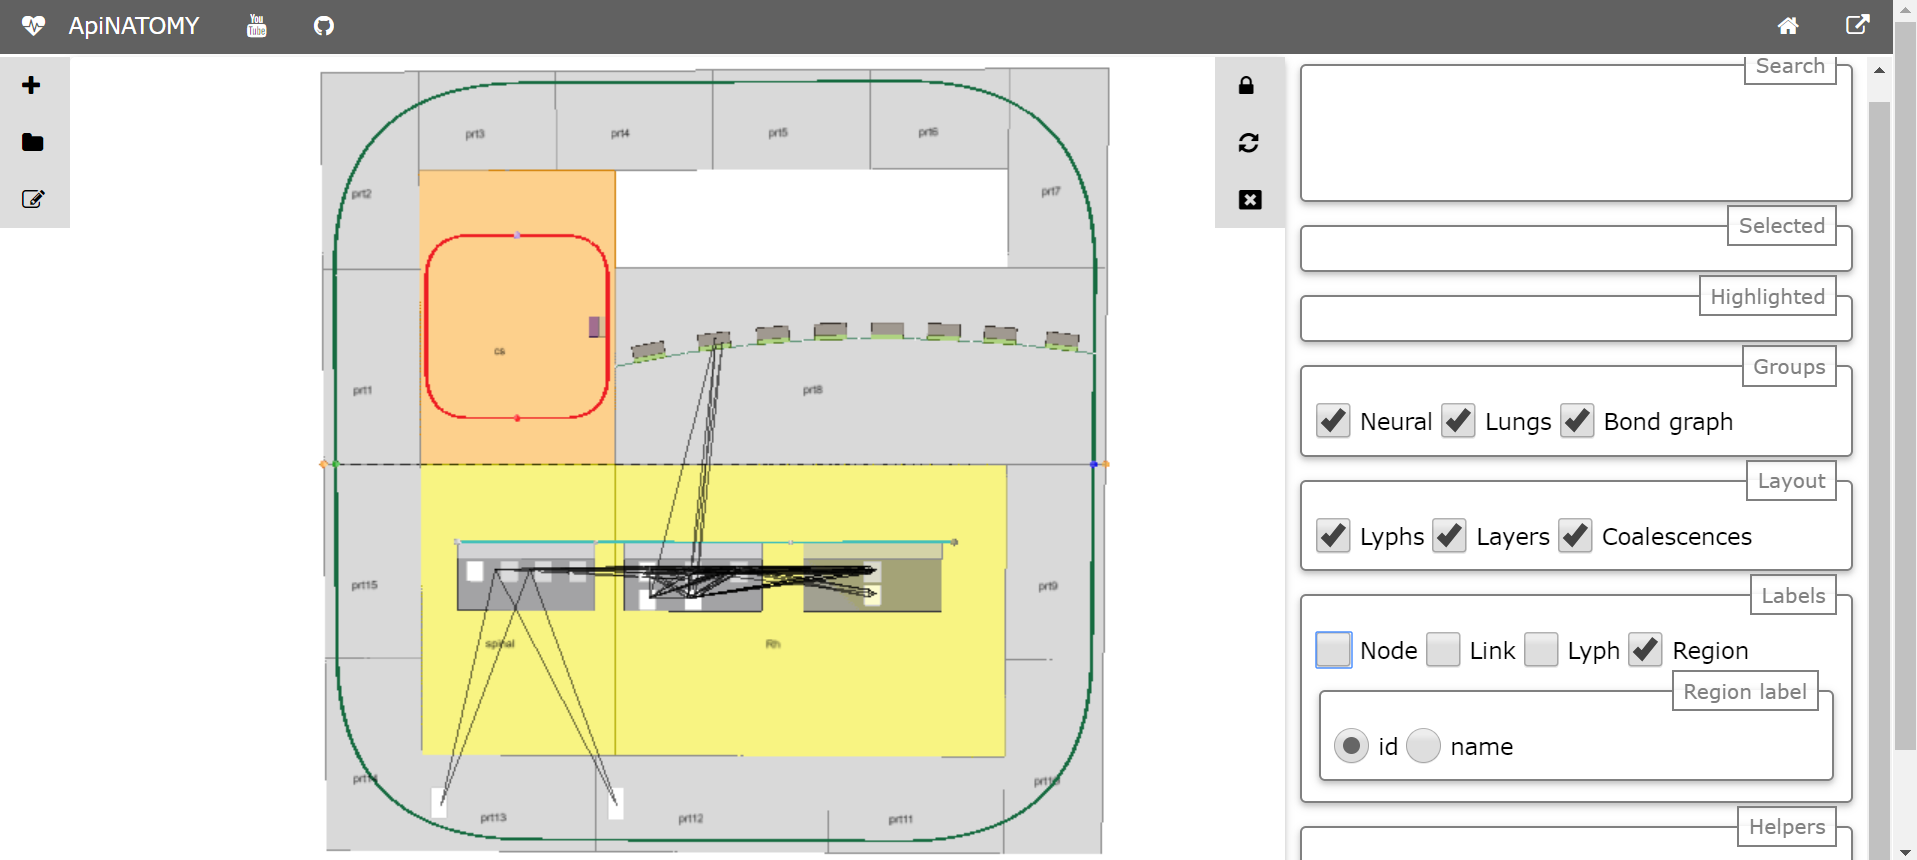 ApiNATOMY
You Tube
Search
Selected
Highlighted
Groups
Neural Lungs Bond graph
Layout
Lyphs Layers Coalescences
Labels
Node Link Lyph Region
Region label
id name
Helpers
prt3 prt4 prt5 prt6
prt2 prt7
cs
prt1 prt8
prt15 prt9
spinal Rh
prt14 prt10
prt13 prt12 prt11